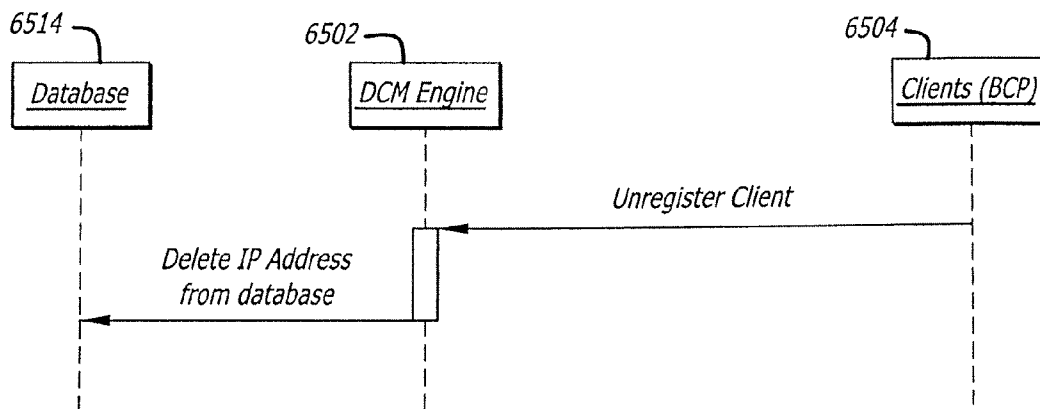 6514
6502
6504
Database
DCM Engine
Clients (BCP)
Unregister Client
Delete IP Address
from database